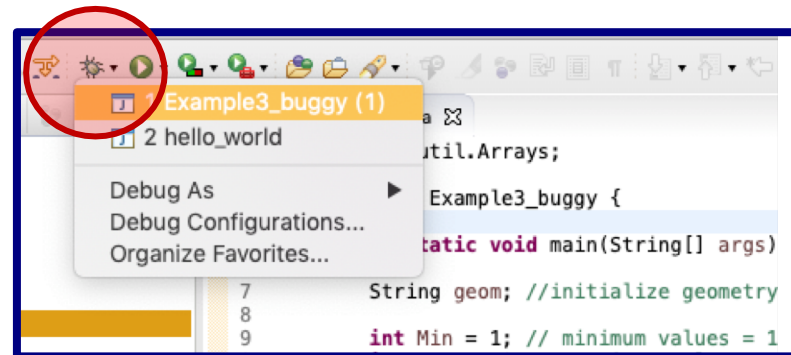 1 Example3_buggy (1)
2 hello_world
Debug As
Debug Configurations...
Organize Favorites...
a
util.Arrays;
Example3_buggy {
static void main(String[] args)
7 String geom; //initialize geometry
8
9 int Min = 1; // minimum values = 1